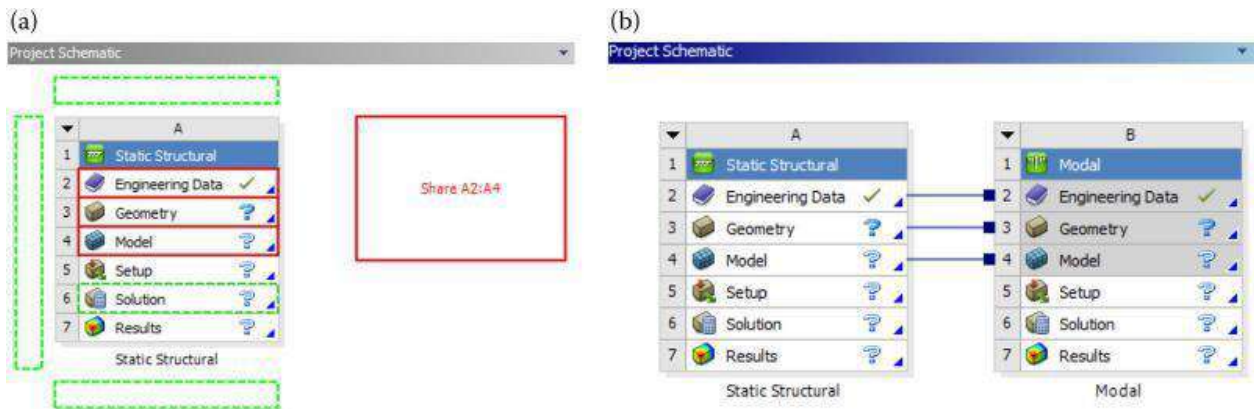 (a)
Project Schematic
A
1 Static Structural
2 Engineering Data
3 Geometry
4 Model
5 Setup
6 Solution
7 Results
Static Structural
Share A2:A4
(b)
Project Schematic
A
1 Static Structural
2 Engineering Data
3 Geometry
4 Model
5 Setup
6 Solution
7 Results
Static Structural
B
1 Modal
2 Engineering Data
3 Geometry
4 Model
5 Setup
6 Solution
7 Results
Modal